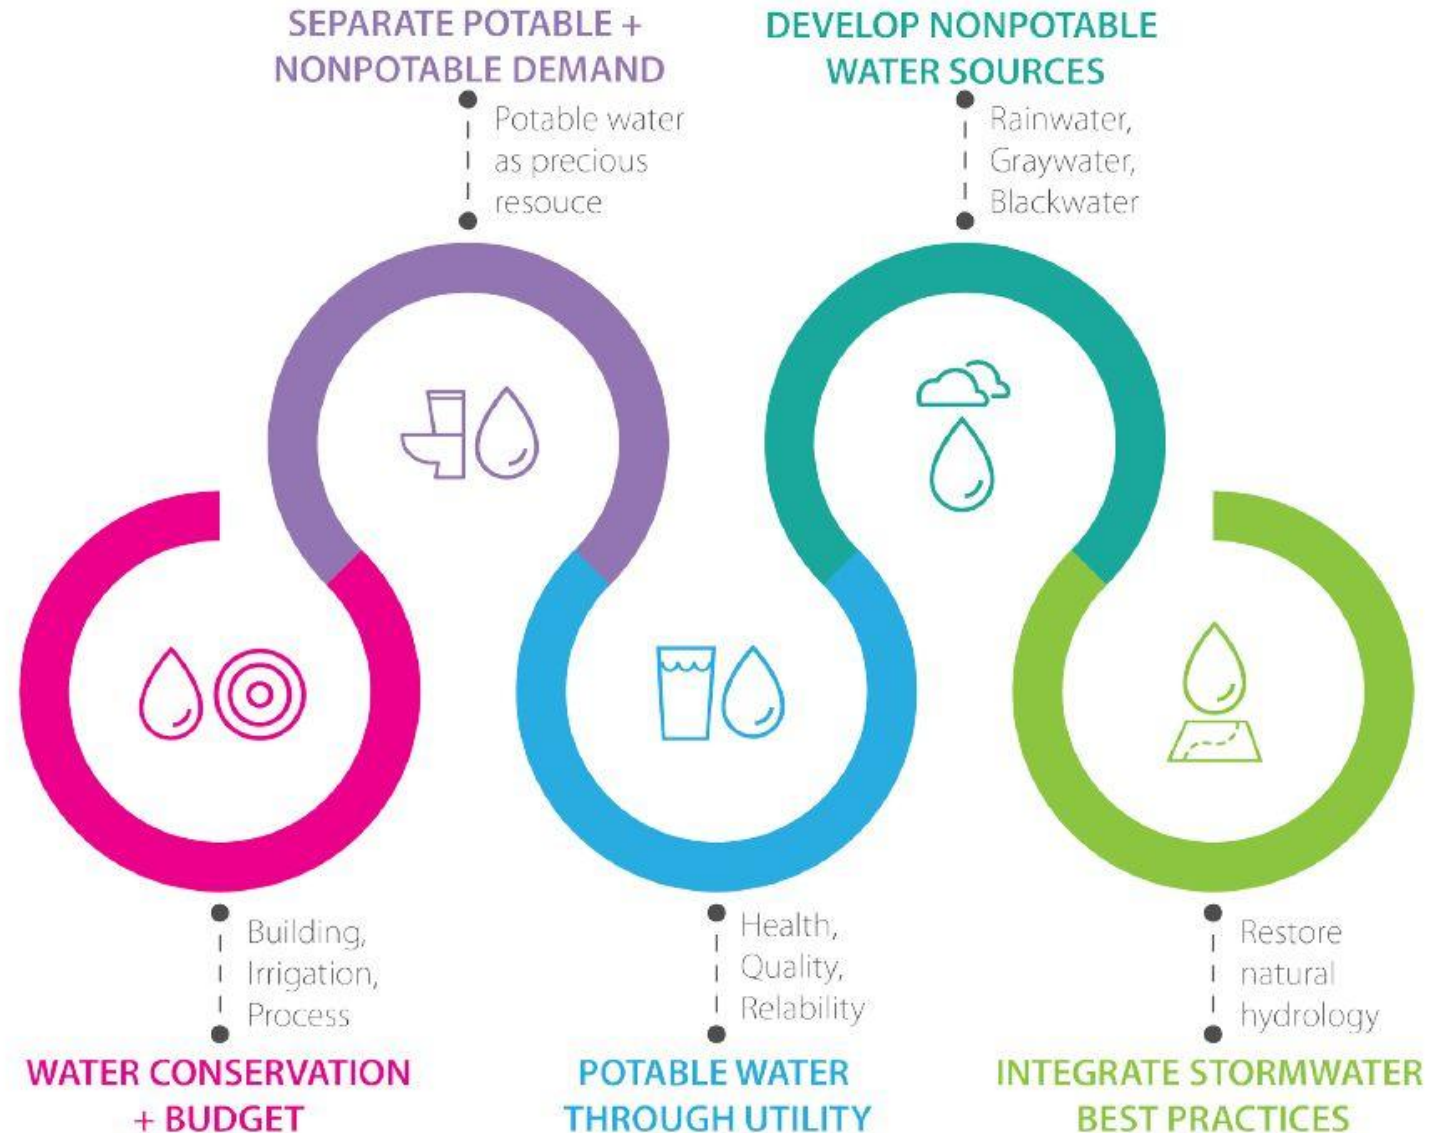 SEPARATE POTABLE +
NONPOTABLE DEMAND
Potable water
as precious
resouce
DEVELOP NONPOTABLE
WATER SOURCES
Rainwater,
Graywater,
Blackwater
Building,
Irrigation,
Process
WATER CONSERVATION
+ BUDGET
Health,
Quality,
Relability
POTABLE WATER
THROUGH UTILITY
Restore
natural
hydrology
INTEGRATE STORMWATER
BEST PRACTICES